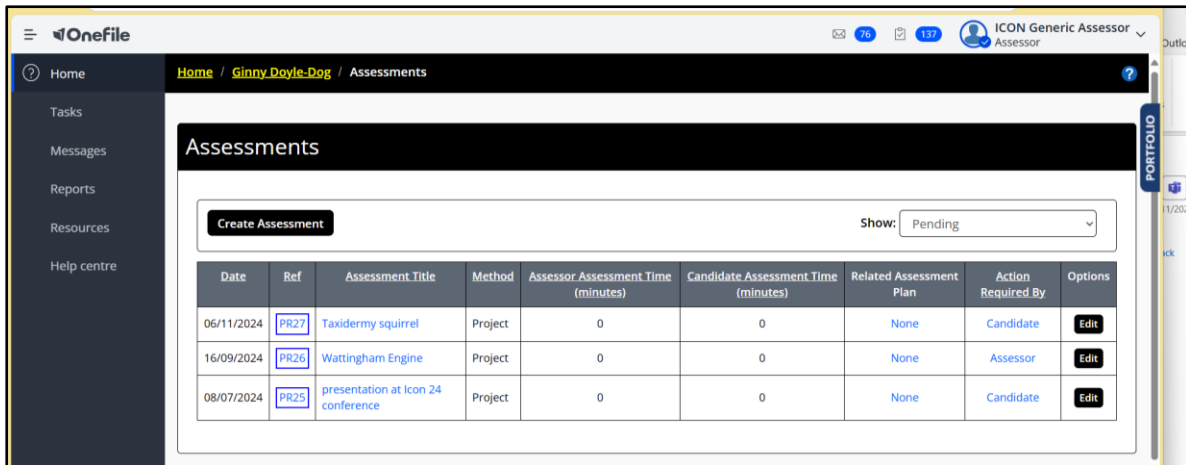 Onefile
76
137
ICON Generic Assessor
Assessor
Home
Tasks
Messages
Reports
Resources
Help centre
Home / Ginny Doyle-Dog / Assessments
PORTFOLIO
Assessments
Create Assessment
Show: Pending
Date Ref Assessment Title Method Assessor Assessment Time (minutes) Candidate Assessment Time (minutes) Related Assessment Plan Action Required By Options
06/11/2024 PR27 Taxidermy squirrel Project 0 0 None Candidate Edit
16/09/2024 PR26 Wattingham Engine Project 0 0 None Assessor Edit
08/07/2024 PR25 presentation at Icon 24 conference Project 0 0 None Candidate Edit